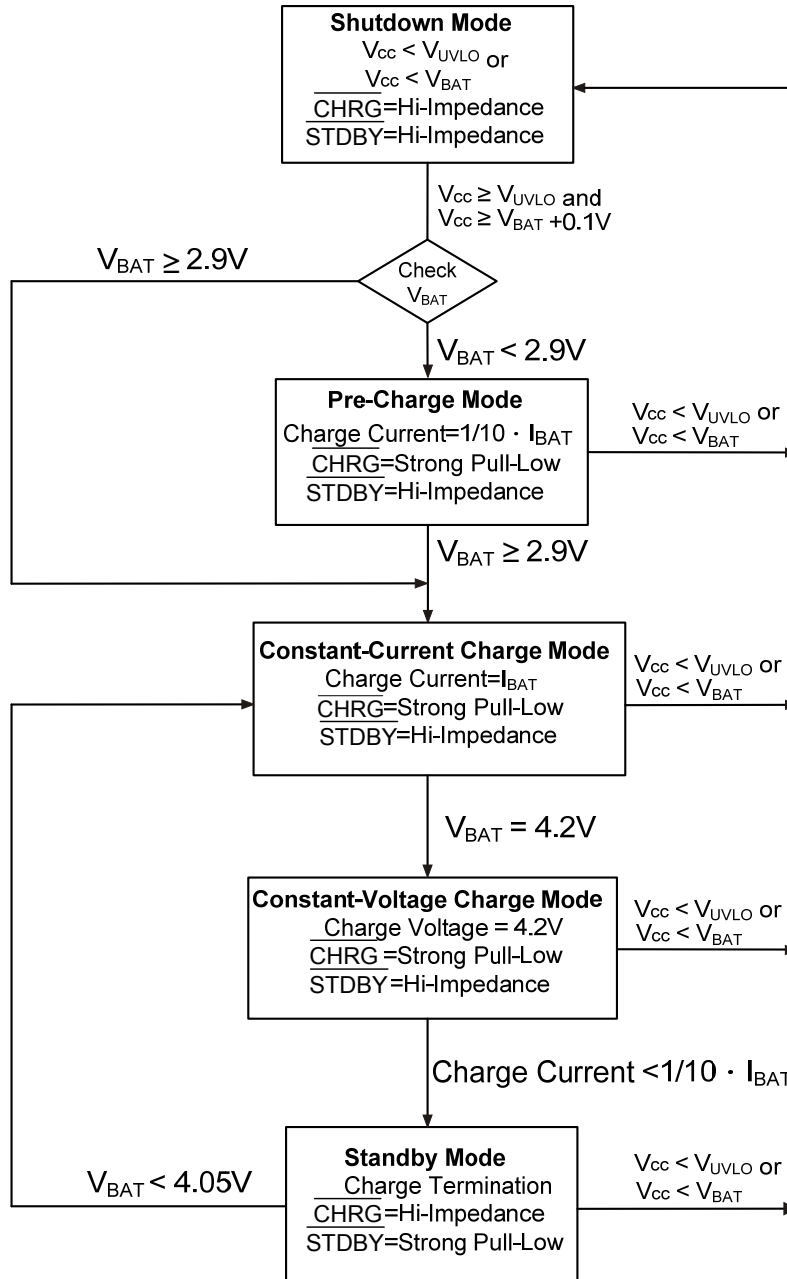 Shutdown Mode
Vcc < VUVLO or
Vcc < VBAT
CHRG=Hi-Impedance
STDBY=Hi-Impedance
Vcc ≥ VUVLO and
Vcc ≥ VBAT +0.1V
VBAT ≥ 2.9V
Check
VBAT
VBAT < 2.9V
Pre-Charge Mode
Charge Current=1/10 · IBAT
CHRG=Strong Pull-Low
STDBY=Hi-Impedance
Vcc < VUVLO or
Vcc < VBAT
VBAT ≥ 2.9V
Constant-Current Charge Mode
Charge Current=IBAT
CHRG=Strong Pull-Low
STDBY=Hi-Impedance
Vcc < VUVLO or
Vcc < VBAT
VBAT = 4.2V
Constant-Voltage Charge Mode
Charge Voltage = 4.2V
CHRG=Strong Pull-Low
STDBY=Hi-Impedance
Vcc < VUVLO or
Vcc < VBAT
Charge Current <1/10 · IBAT
VBAT < 4.05V
Standby Mode
Charge Termination
CHRG=Hi-Impedance
STDBY=Strong Pull-Low
Vcc < VUVLO or
Vcc < VBAT